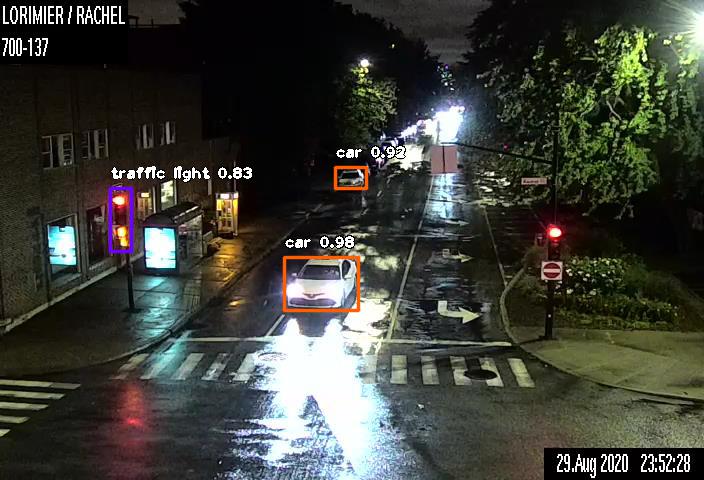 LORIMIER / RACHEL
700-137
car 0.92
traffic light 0.83
car 0.98
29.Aug 2020 23:52:28